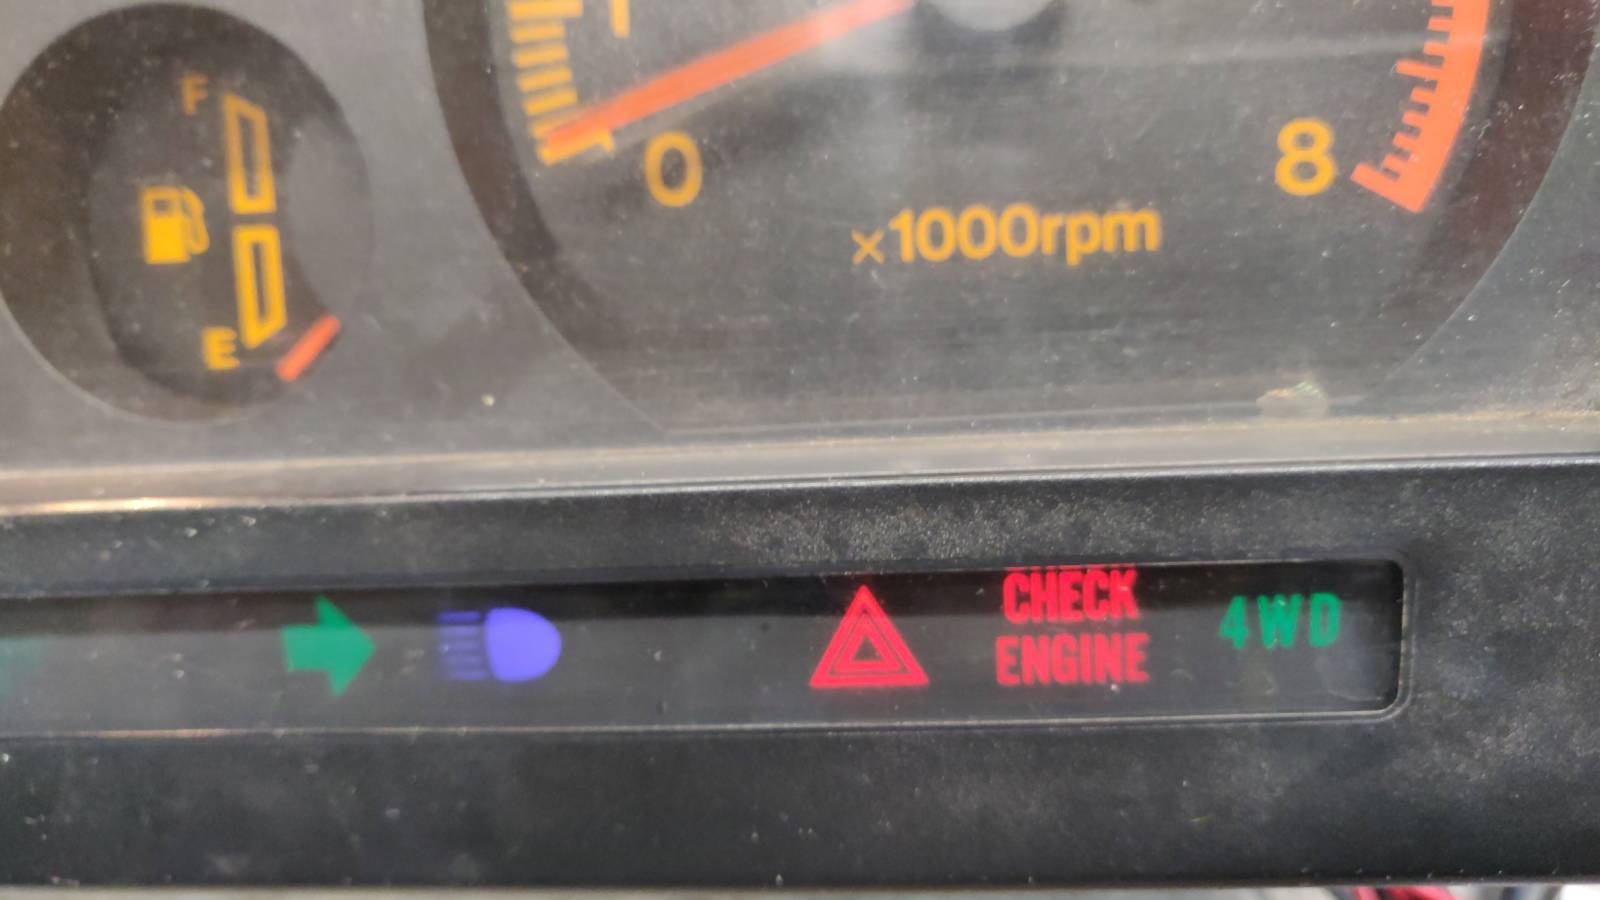 F
E
0
8
×1000rpm
CHECK
ENGINE
4WD